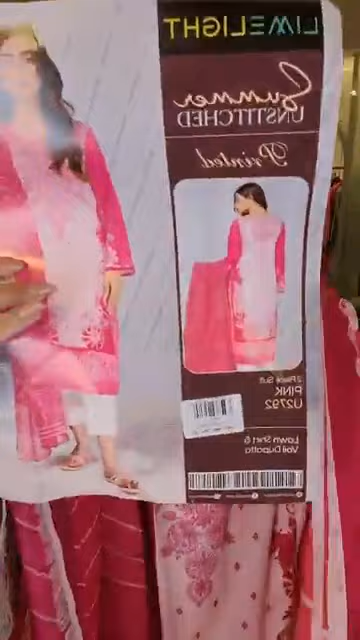 LIMELIGHT
Summer
UNSTITCHED
Printed
2 Piece Suit
PINK
U2792
Lawn Shirt &
Voil Dupatta